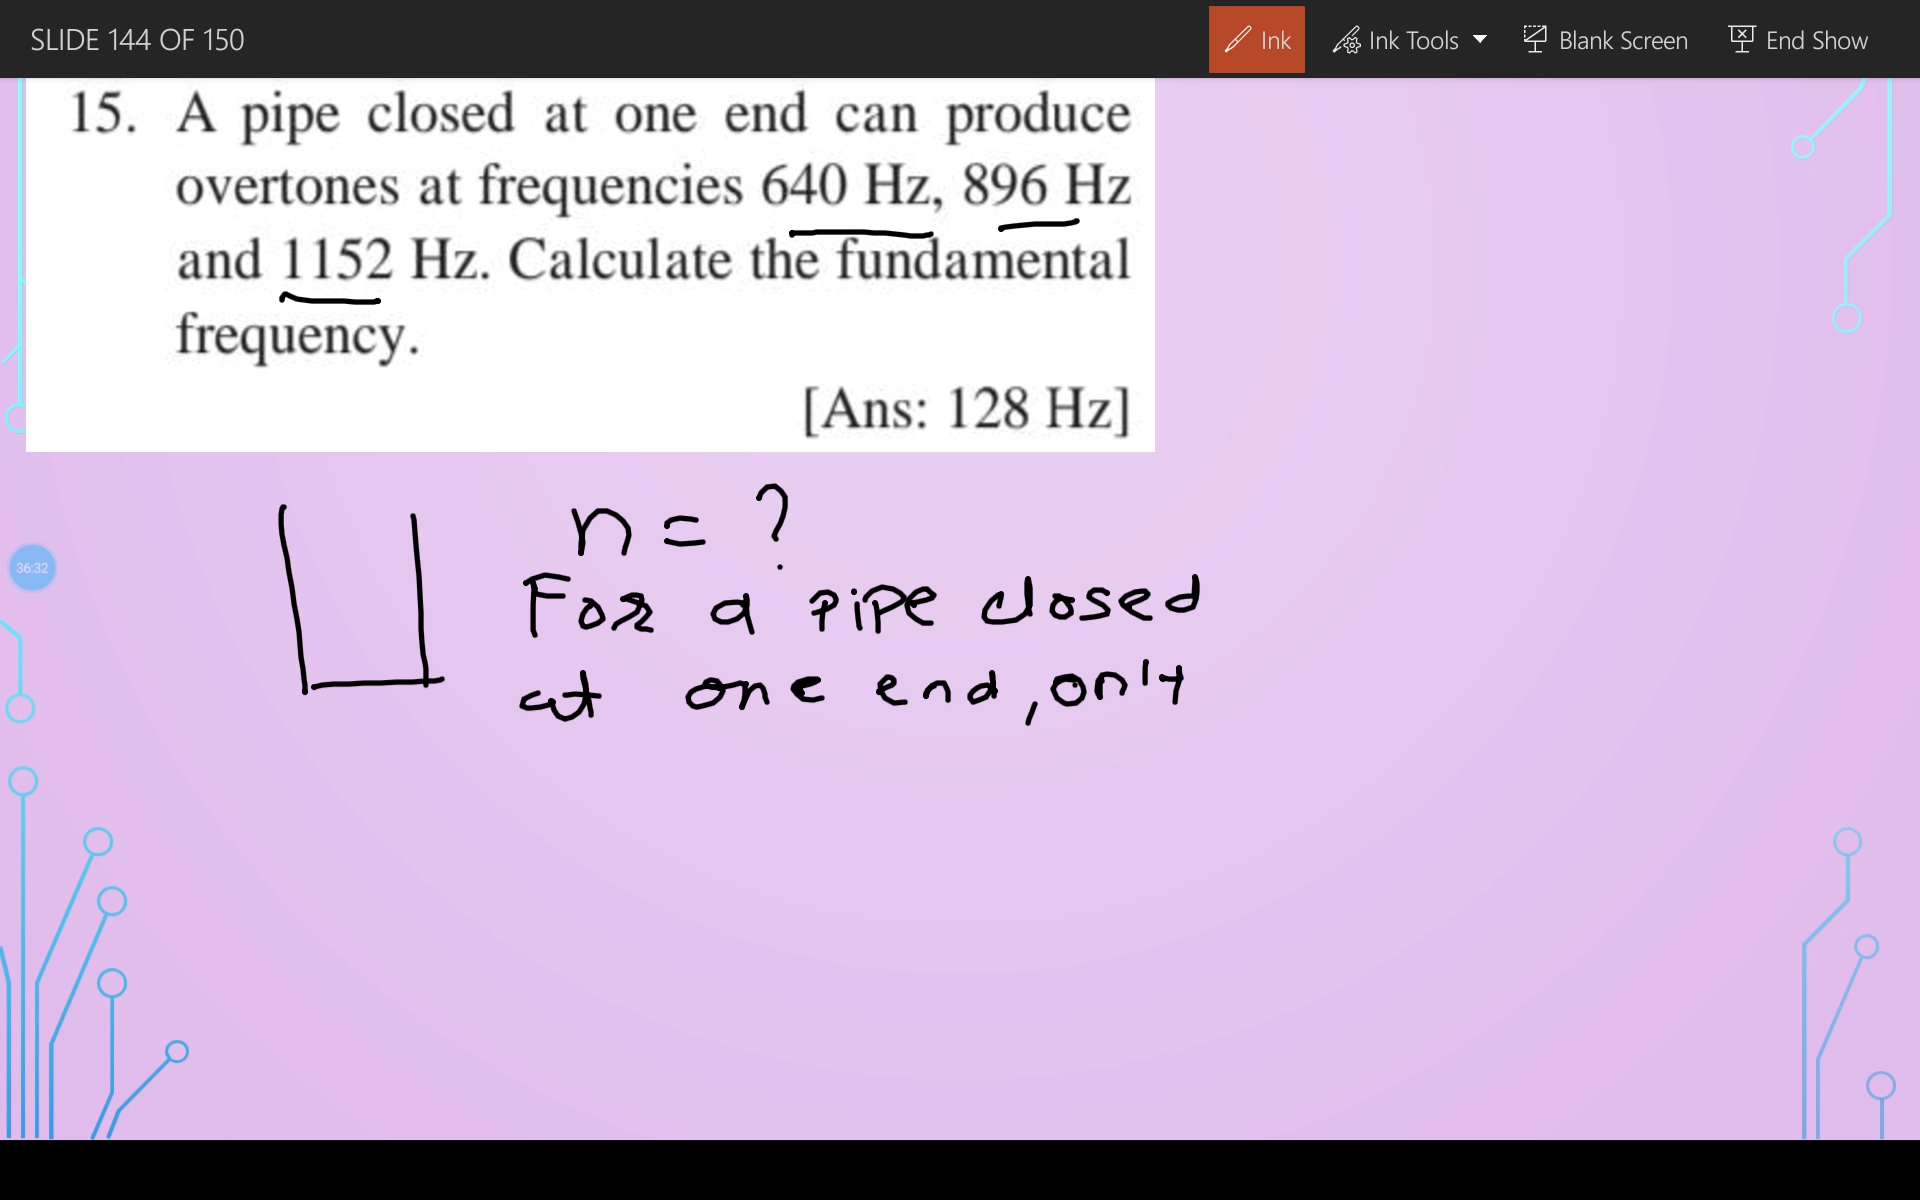 SLIDE 144 OF 150
Ink
Ink Tools
Blank Screen
End Show
15. A pipe closed at one end can produce
overtones at frequencies 640 Hz, 896 Hz
and 1152 Hz. Calculate the fundamental
frequency.
[Ans: 128 Hz]
n = ?
For a pipe closed
at one end, only
36:32